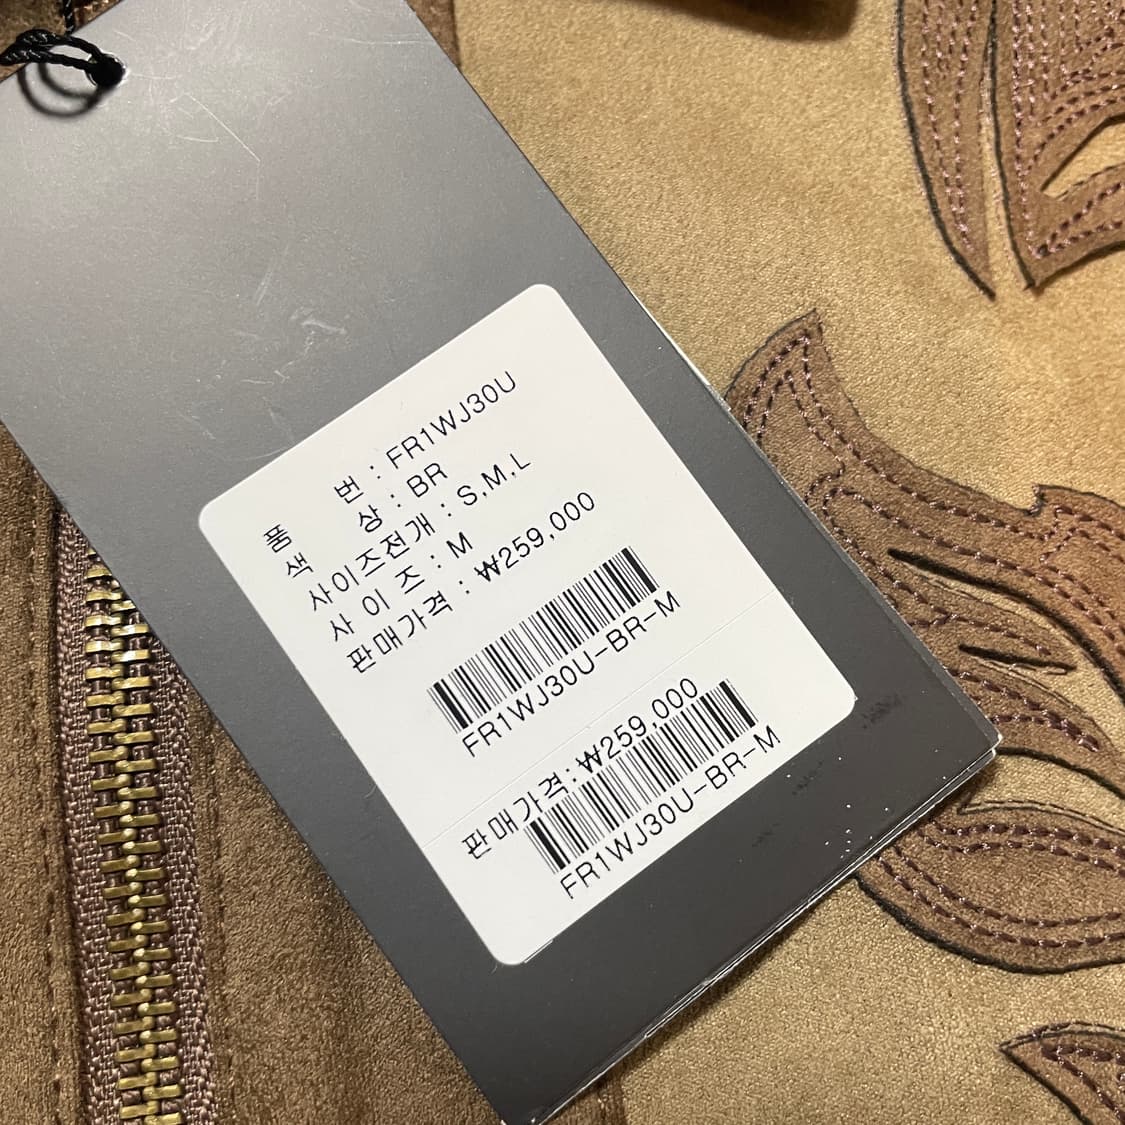 품 번 : FR1WJ30U
색 상 : BR
사이즈전개 : S,M,L
사 이 즈 : M
판매가격 : ₩259,000
FR1WJ30U-BR-M
판매가격:₩259,000
FR1WJ30U-BR-M